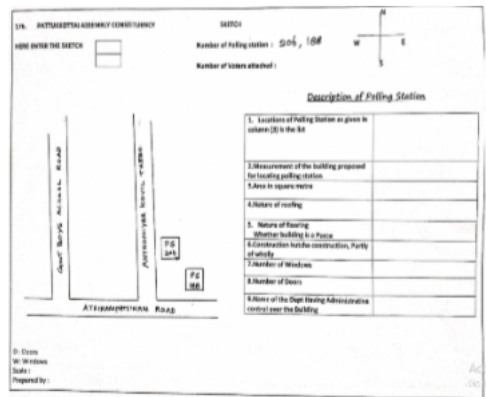 176. PATTUKKOTTAI ASSEMBLY CONSTITUENCY
SKETCH
N
W E
S
HERE ENTER THE SKETCH
Number of Polling station : 206, 188
Number of Voters attached :
Description of Polling Station
1. Locations of Polling Station as given in
column (3) is the list
2.Measurement of the building proposed
for locating polling station
3.Area in square metre
4.Nature of roofing
5. Nature of flooring
Whether building is a Pucca
6.Construction kutcha construction, Partly
of wholly
7.Number of Windows
8.Number of Doors
9.Name of the Dept Having Administrative
control over the Building
GOVT BOYS SCHOOL ROAD
STREET
PS
206
PS
188
ROAD
D : Doors
W: Windows
Scale :
Prepared by :